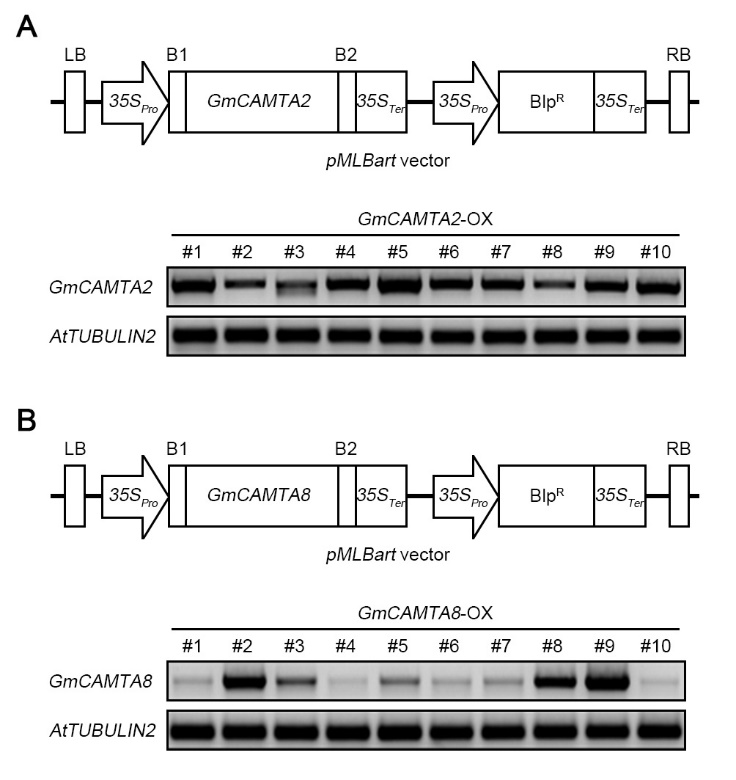 A
LB B1 B2 RB
35SPro GmCAMTA2 35STer 35SPro BlpR 35STer
pMLBart vector
GmCAMTA2-OX
#1 #2 #3 #4 #5 #6 #7 #8 #9 #10
GmCAMTA2
AtTUBULIN2
B
LB B1 B2 RB
35SPro GmCAMTA8 35STer 35SPro BlpR 35STer
pMLBart vector
GmCAMTA8-OX
#1 #2 #3 #4 #5 #6 #7 #8 #9 #10
GmCAMTA8
AtTUBULIN2